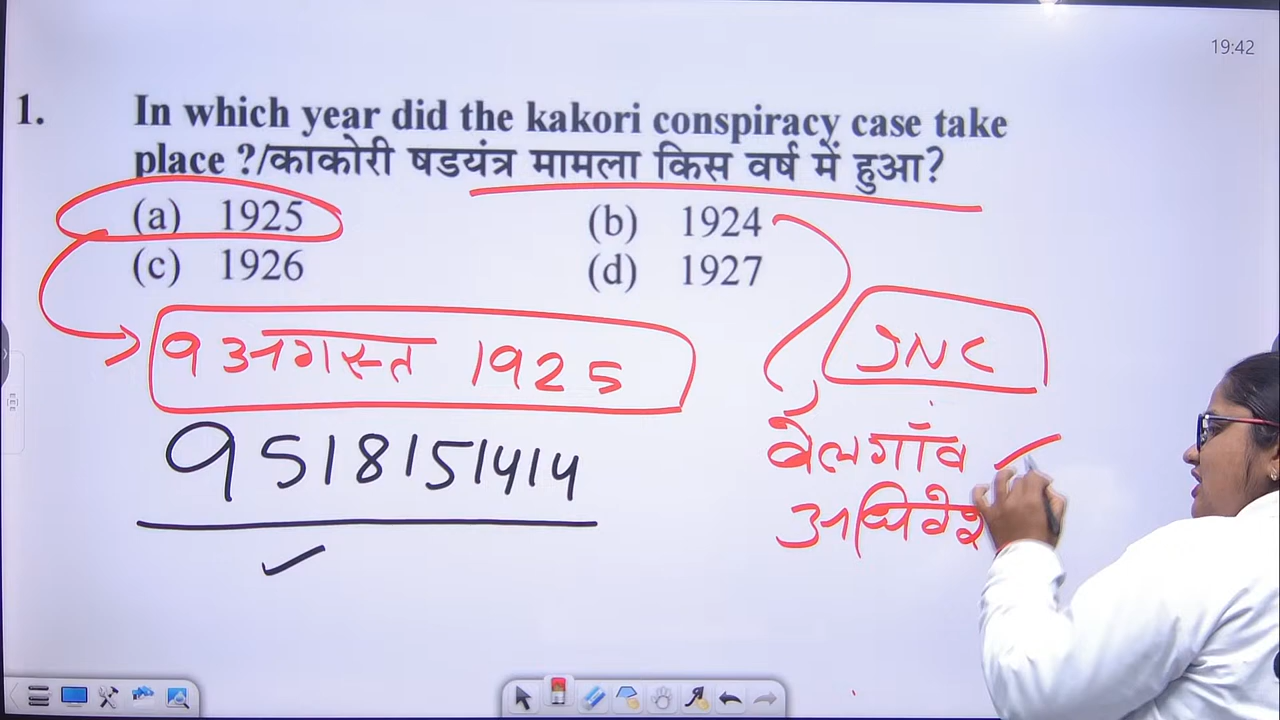 19:42
1. In which year did the kakori conspiracy case take
place ?/काकोरी षडयंत्र मामला किस वर्ष में हुआ?
(a) 1925 (b) 1924
(c) 1926 (d) 1927
9 अगस्त 1925
INC
9518151414
बेलगाँव
अधिवेश